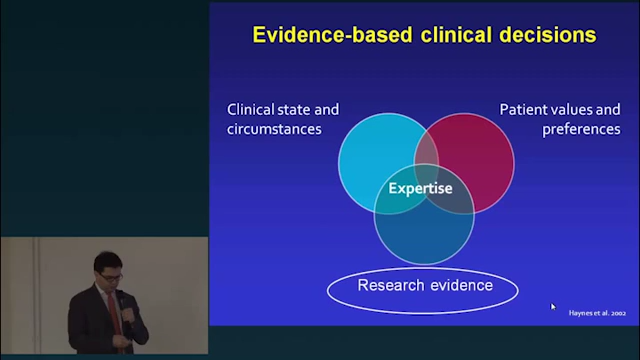 Evidence-based clinical decisions
Clinical state and
circumstances
Patient values and
preferences
Expertise
Research evidence
Haynes et al. 2002